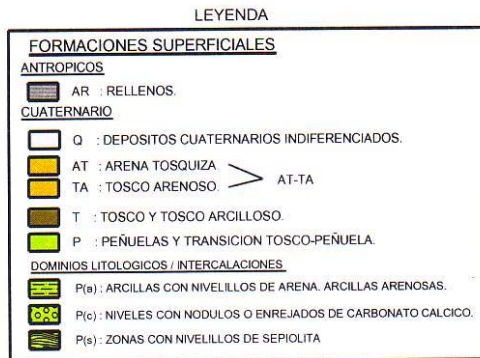 LEYENDA
FORMACIONES SUPERFICIALES
ANTROPICOS
AR : RELLENOS.
CUATERNARIO
Q : DEPOSITOS CUATERNARIOS INDIFERENCIADOS.
AT : ARENA TOSQUIZA
TA : TOSCO ARENOSO.
AT-TA
T : TOSCO Y TOSCO ARCILLOSO.
P : PEÑUELAS Y TRANSICION TOSCO-PEÑUELA.
DOMINIOS LITOLOGICOS / INTERCALACIONES
P(a) : ARCILLAS CON NIVELILLOS DE ARENA. ARCILLAS ARENOSAS.
P(c) : NIVELES CON NODULOS O ENREJADOS DE CARBONATO CALCICO.
P(s) : ZONAS CON NIVELILLOS DE SEPIOLITA